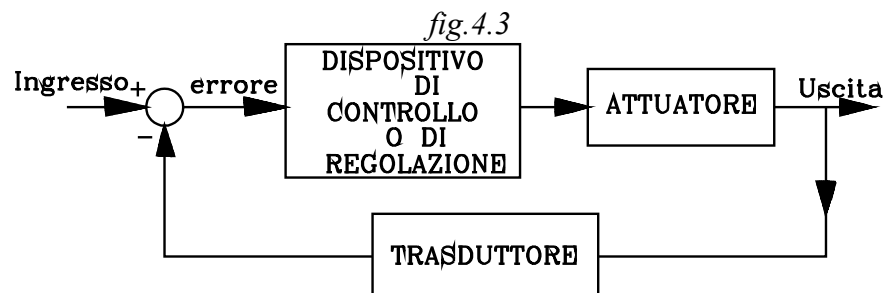 fig.4.3
Ingresso + errore
DISPOSITIVO
DI
CONTROLLO
O DI
REGOLAZIONE
ATTUATORE
Uscita
-
TRASDUTTORE